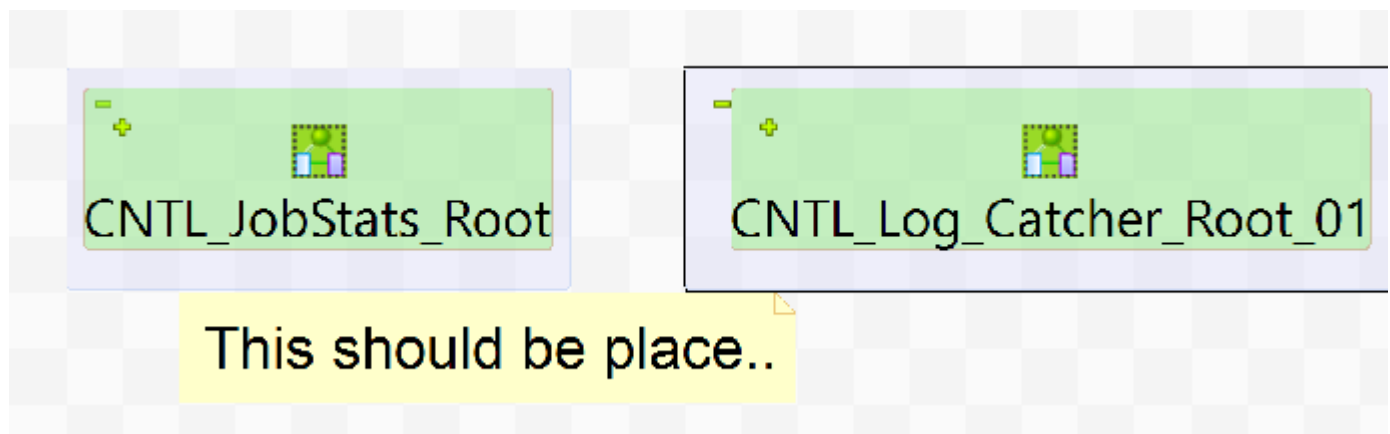 CNTL_JobStats_Root
CNTL_Log_Catcher_Root_01
This should be place..